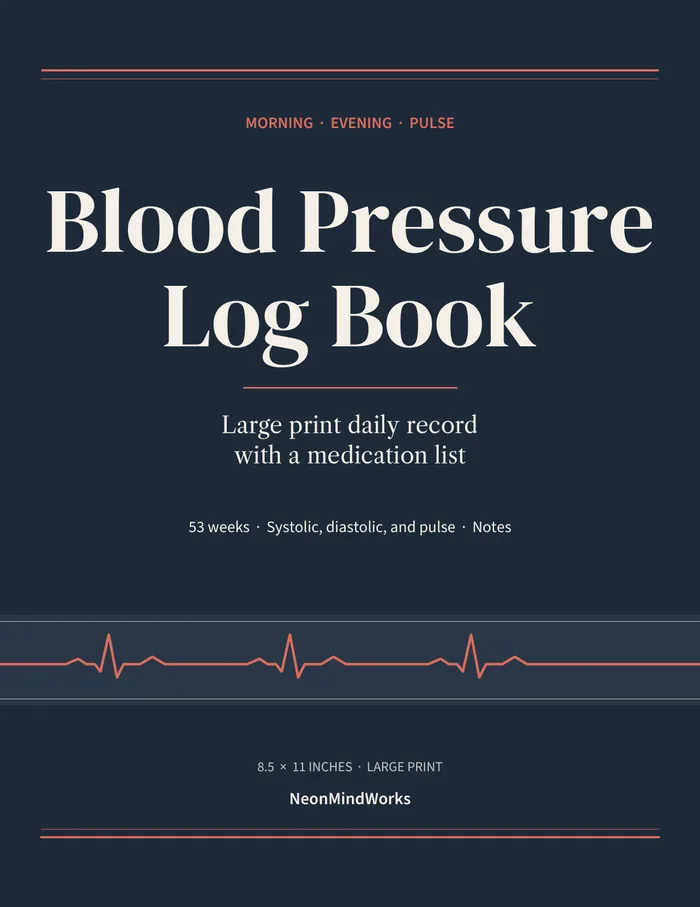 MORNING · EVENING · PULSE
Blood Pressure
Log Book
Large print daily record
with a medication list
53 weeks · Systolic, diastolic, and pulse · Notes
8.5 × 11 INCHES · LARGE PRINT
NeonMindWorks